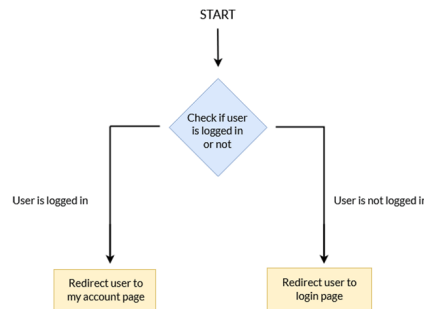 START
Check if user
is logged in
or not
User is logged in
User is not logged in
Redirect user to
my account page
Redirect user to
login page